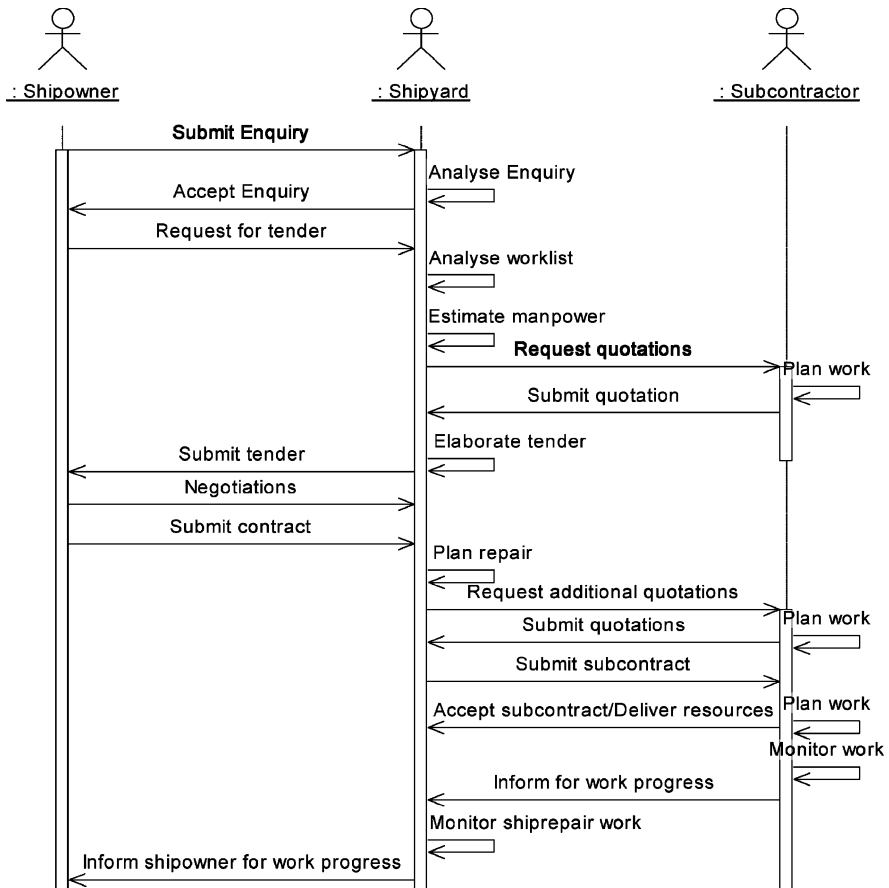 : Shipowner
: Shipyard
: Subcontractor
Submit Enquiry
Analyse Enquiry
Accept Enquiry
Request for tender
Analyse worklist
Estimate manpower
Request quotations
Plan work
Submit quotation
Elaborate tender
Submit tender
Negotiations
Submit contract
Plan repair
Request additional quotations
Plan work
Submit quotations
Submit subcontract
Plan work
Accept subcontract/Deliver resources
Monitor work
Inform for work progress
Monitor shiprepair work
Inform shipowner for work progress